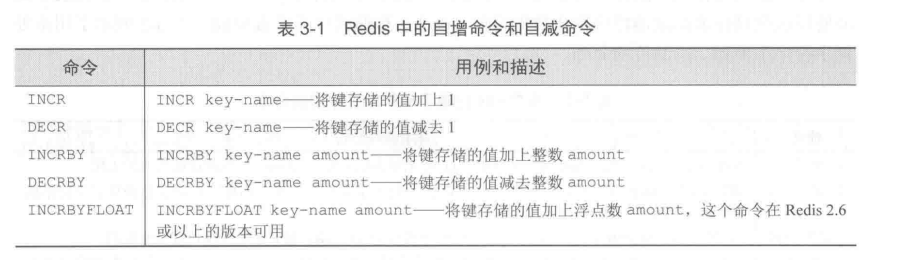 表 3-1 Redis 中的自增命令和自减命令
命令 用例和描述
INCR INCR key-name——将键存储的值加上 1
DECR DECR key-name——将键存储的值减去 1
INCRBY INCRBY key-name amount——将键存储的值加上整数 amount
DECRBY DECRBY key-name amount——将键存储的值减去整数 amount
INCRBYFLOAT INCRBYFLOAT key-name amount——将键存储的值加上浮点数 amount，这个命令在 Redis 2.6
或以上的版本可用